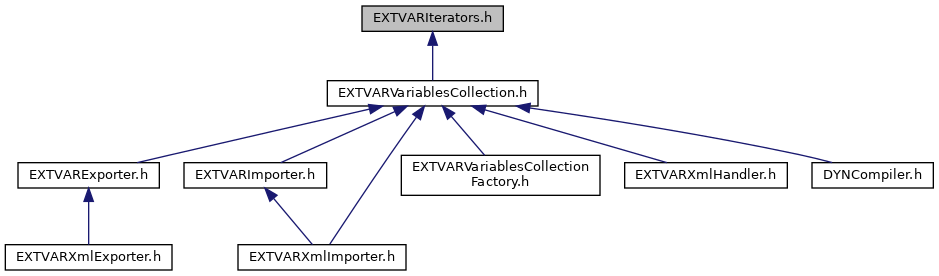 EXTVARIterators.h
EXTVARVariablesCollection.h
EXTVARExporter.h
EXTVARImporter.h
EXTVARVariablesCollection
Factory.h
EXTVARXmlHandler.h
DYNCompiler.h
EXTVARXmlExporter.h
EXTVARXmlImporter.h